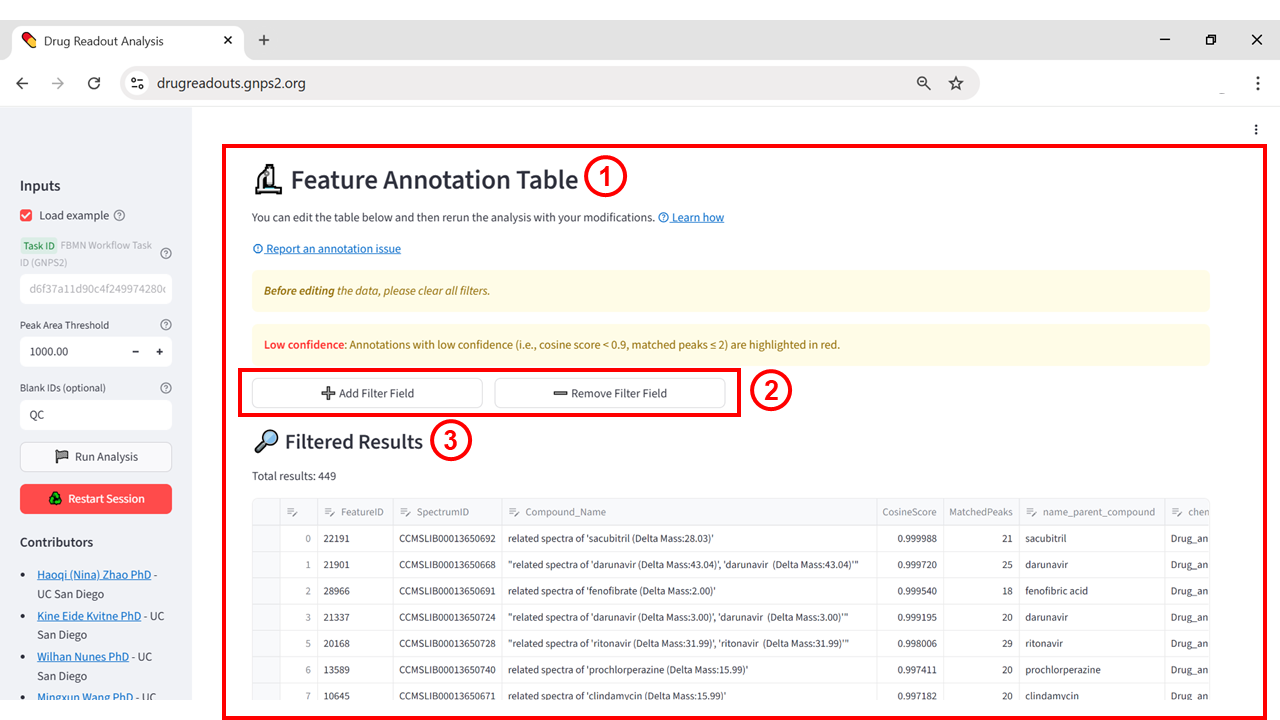 Drug Readout Analysis
drugreadouts.gnps2.org
Inputs
Load example
Task ID FBMN Workflow Task
ID (GNPS2)
d6f37a11d90c4f249974280
Peak Area Threshold
1000.00
Blank IDs (optional)
QC
Run Analysis
Restart Session
Contributors
Haoqi (Nina) Zhao PhD -
UC San Diego
Kine Eide Kvitne PhD - UC
San Diego
Wilhan Nunes PhD - UC
San Diego
Mingxun Wang PhD - UC
Feature Annotation Table 1
You can edit the table below and then rerun the analysis with your modifications. Learn how
Report an annotation issue
Before editing the data, please clear all filters.
Low confidence: Annotations with low confidence (i.e., cosine score < 0.9, matched peaks ≤ 2) are highlighted in red.
Add Filter Field Remove Filter Field 2
Filtered Results 3
Total results: 449
FeatureID SpectrumID Compound_Name CosineScore MatchedPeaks name_parent_compound chen
0 22191 CCMSLIB00013650692 related spectra of 'sacubitril (Delta Mass:28.03)' 0.999988 21 sacubitril Drug_an
1 21901 CCMSLIB00013650668 "related spectra of 'darunavir (Delta Mass:43.04)', 'darunavir (Delta Mass:43.04)'" 0.999720 25 darunavir Drug_an
2 28966 CCMSLIB00013650691 related spectra of 'fenofibrate (Delta Mass:2.00)' 0.999540 18 fenofibric acid Drug_an
3 21337 CCMSLIB00013650724 "related spectra of 'darunavir (Delta Mass:3.00)', 'darunavir (Delta Mass:3.00)'" 0.999195 20 darunavir Drug_an
5 20168 CCMSLIB00013650728 "related spectra of 'ritonavir (Delta Mass:31.99)', 'ritonavir (Delta Mass:31.99)'" 0.998006 29 ritonavir Drug_an
6 13589 CCMSLIB00013650740 related spectra of 'prochlorperazine (Delta Mass:15.99)' 0.997411 20 prochlorperazine Drug_an
7 10645 CCMSLIB00013650671 related spectra of 'clindamycin (Delta Mass:15.99)' 0.997182 20 clindamycin Drug_an